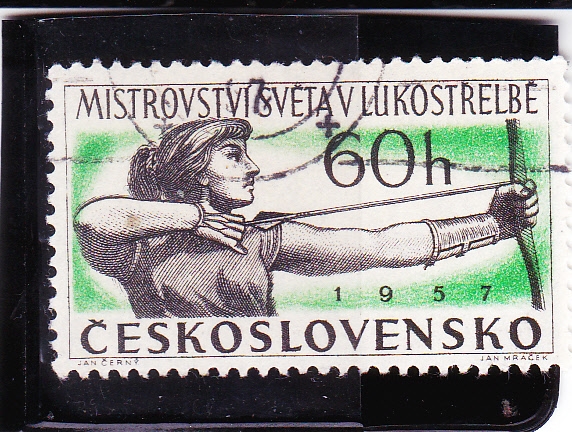 MISTROVSTVÍ SVĚTA V LUKOSTŘELBĚ
60h
1957
ČESKOSLOVENSKO
JAN ČERNÝ JAN MRÁČEK